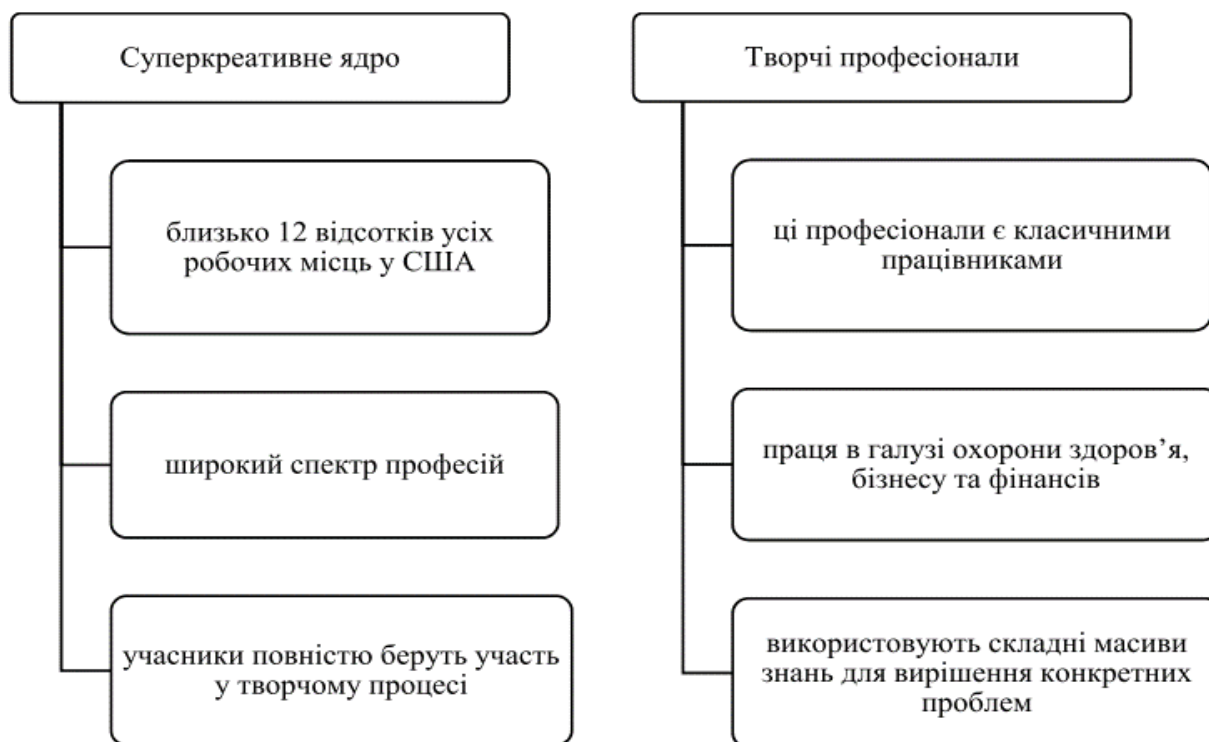 Суперкреативне ядро
близько 12 відсотків усіх
робочих місць у США
широкий спектр професій
учасники повністю беруть участь
у творчому процесі
Творчі професіонали
ці професіонали є класичними
працівниками
праця в галузі охорони здоров’я,
бізнесу та фінансів
використовують складні масиви
знань для вирішення конкретних
проблем